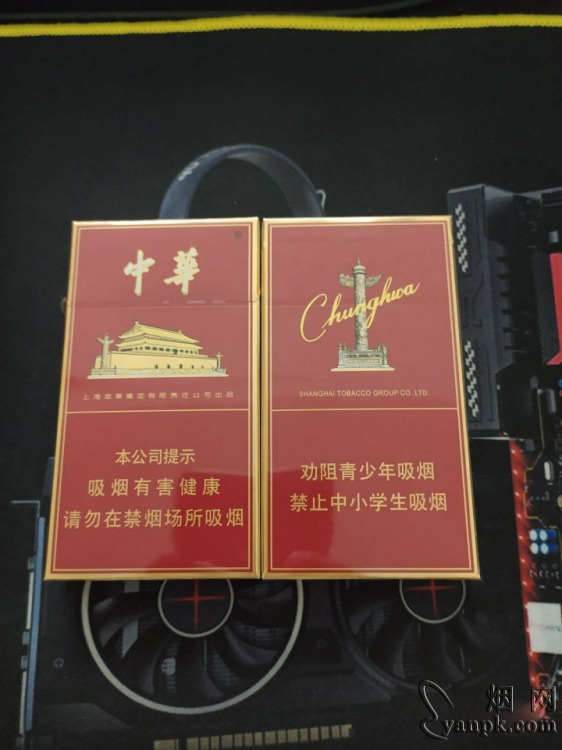 中華
上海烟草集团有限责任公司出品
本公司提示
吸烟有害健康
请勿在禁烟场所吸烟
Chunghwa
SHANGHAI TOBACCO GROUP CO.,LTD.
劝阻青少年吸烟
禁止中小学生吸烟
烟网
yanpk.com